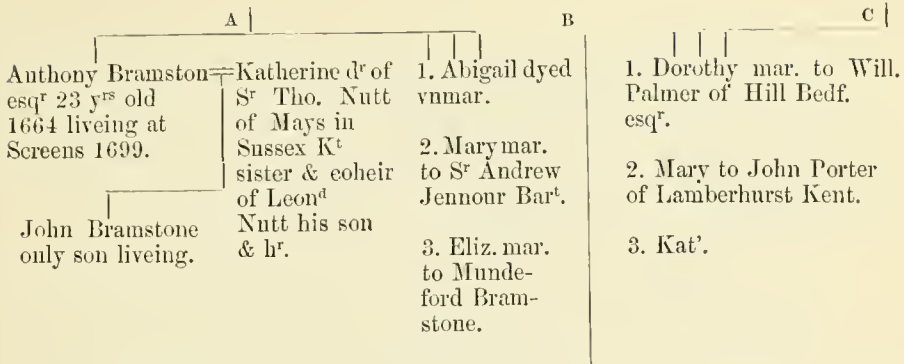 A
B
C
Anthony Bramston
esqr 23 yrs old
1664 liveing at
Screens 1699.
Katherine dr of
Sr Tho. Nutt
of Mays in
Sussex Kt
sister & coheir
of Leond
Nutt his son
& hr.
John Bramstone
only son liveing.
1. Abigail dyed
vnmar.
2. Mary mar.
to Sr Andrew
Jennour Bart.
3. Eliz. mar.
to Munde-
ford Bram-
stone.
1. Dorothy mar. to Will.
Palmer of Hill Bedf.
esqr.
2. Mary to John Porter
of Lamberhurst Kent.
3. Kat'.